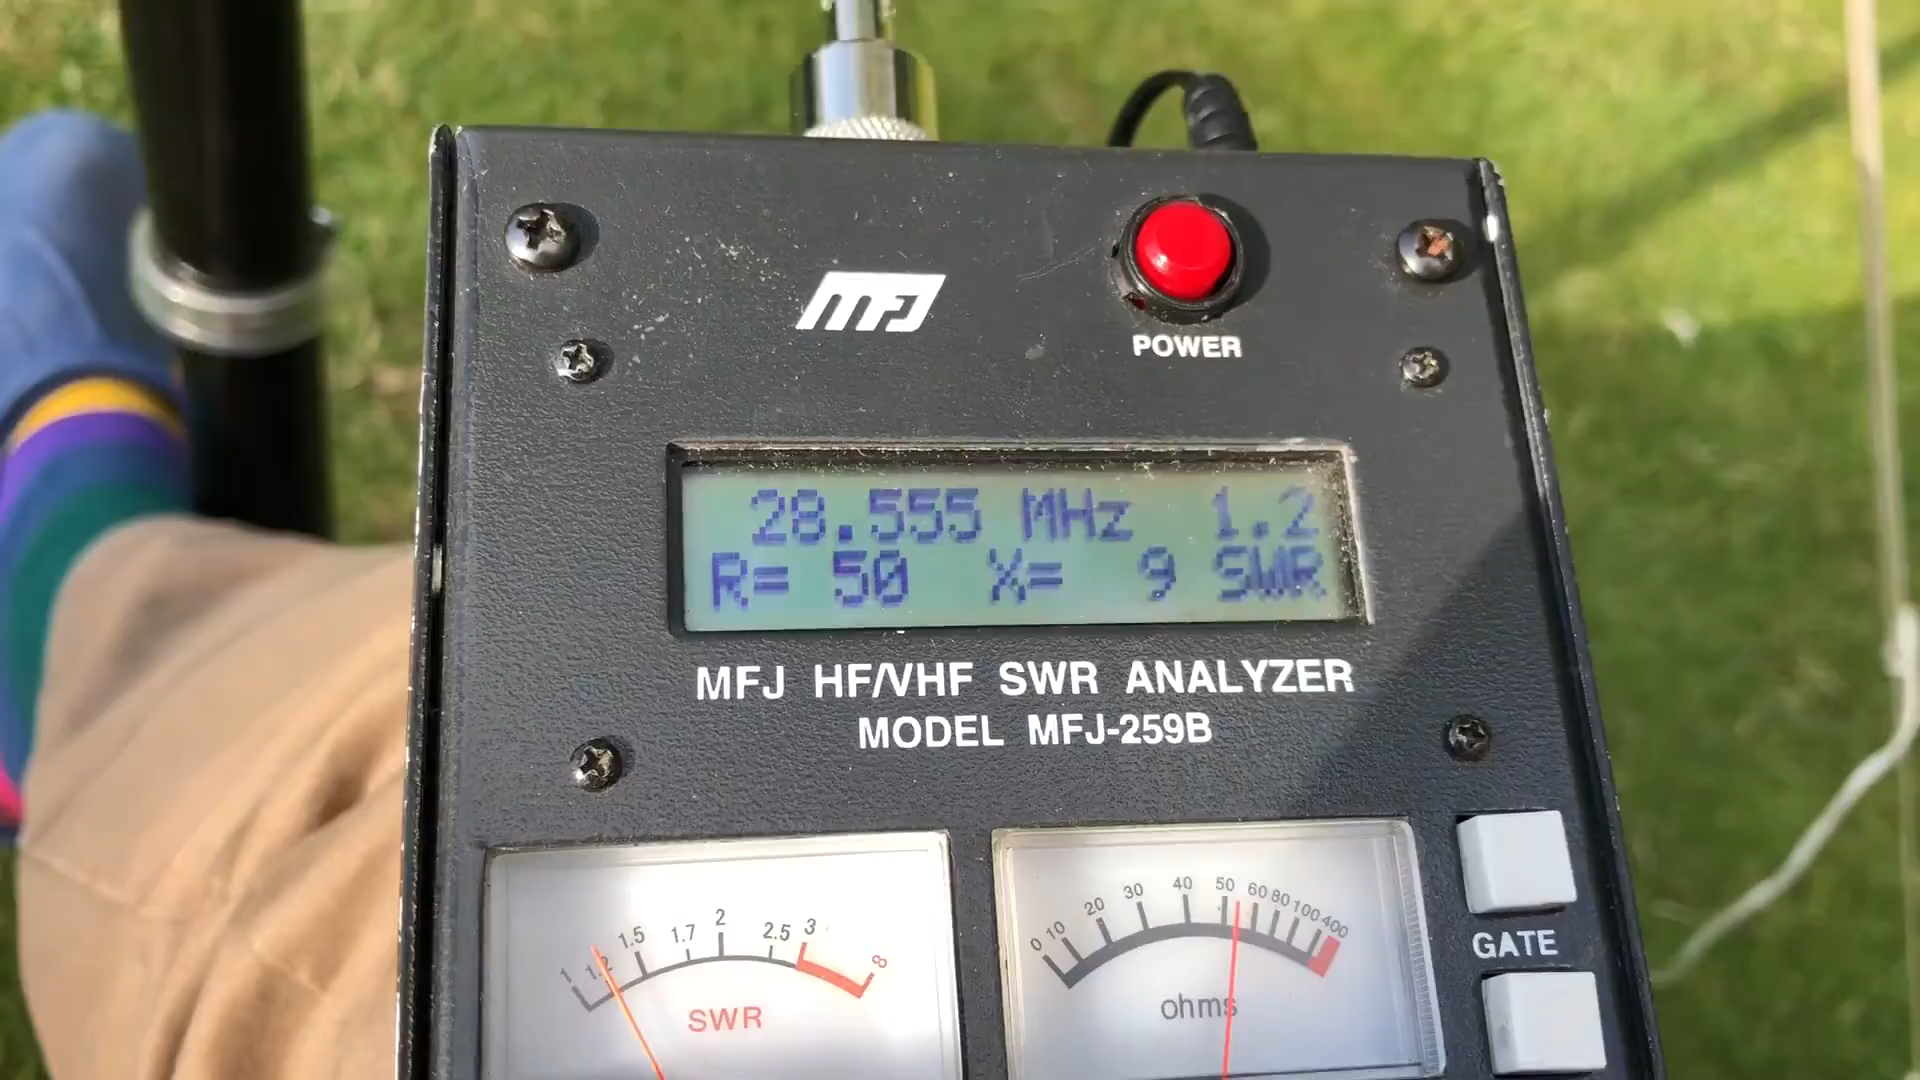 MFJ
POWER
28.555 MHz 1.2
R= 50 X= 9 SWR
MFJ HF/VHF SWR ANALYZER
MODEL MFJ-259B
1 1.2 1.5 1.7 2 2.5 3 8
SWR
0 10 20 30 40 50 60 80 100 400
ohms
GATE